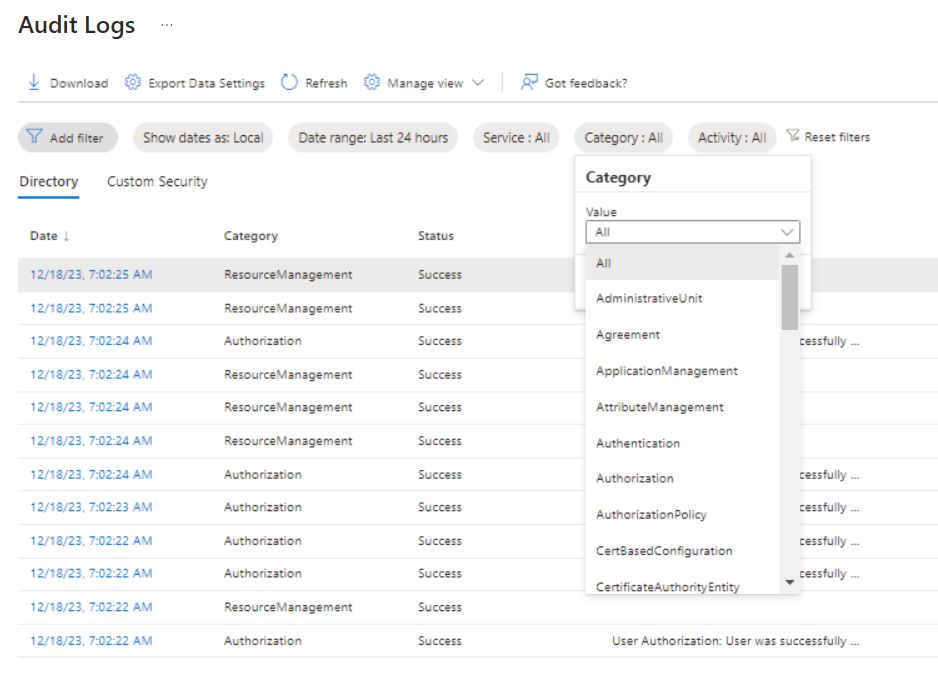 Audit Logs ...
Download Export Data Settings Refresh Manage view Got feedback?
Add filter Show dates as: Local Date range: Last 24 hours Service : All Category : All Activity : All Reset filters
Directory Custom Security
Category
Value
All
Date ↓ Category Status
All
AdministrativeUnit
Agreement
ApplicationManagement
AttributeManagement
Authentication
Authorization
AuthorizationPolicy
CertBasedConfiguration
CertificateAuthorityEntity
12/18/23, 7:02:25 AM ResourceManagement Success
12/18/23, 7:02:25 AM ResourceManagement Success
12/18/23, 7:02:24 AM Authorization Success cessfully ...
12/18/23, 7:02:24 AM ResourceManagement Success
12/18/23, 7:02:24 AM ResourceManagement Success
12/18/23, 7:02:24 AM ResourceManagement Success
12/18/23, 7:02:24 AM Authorization Success cessfully ...
12/18/23, 7:02:23 AM Authorization Success cessfully ...
12/18/23, 7:02:22 AM Authorization Success cessfully ...
12/18/23, 7:02:22 AM Authorization Success cessfully ...
12/18/23, 7:02:22 AM ResourceManagement Success
12/18/23, 7:02:22 AM Authorization Success User Authorization: User was successfully ...